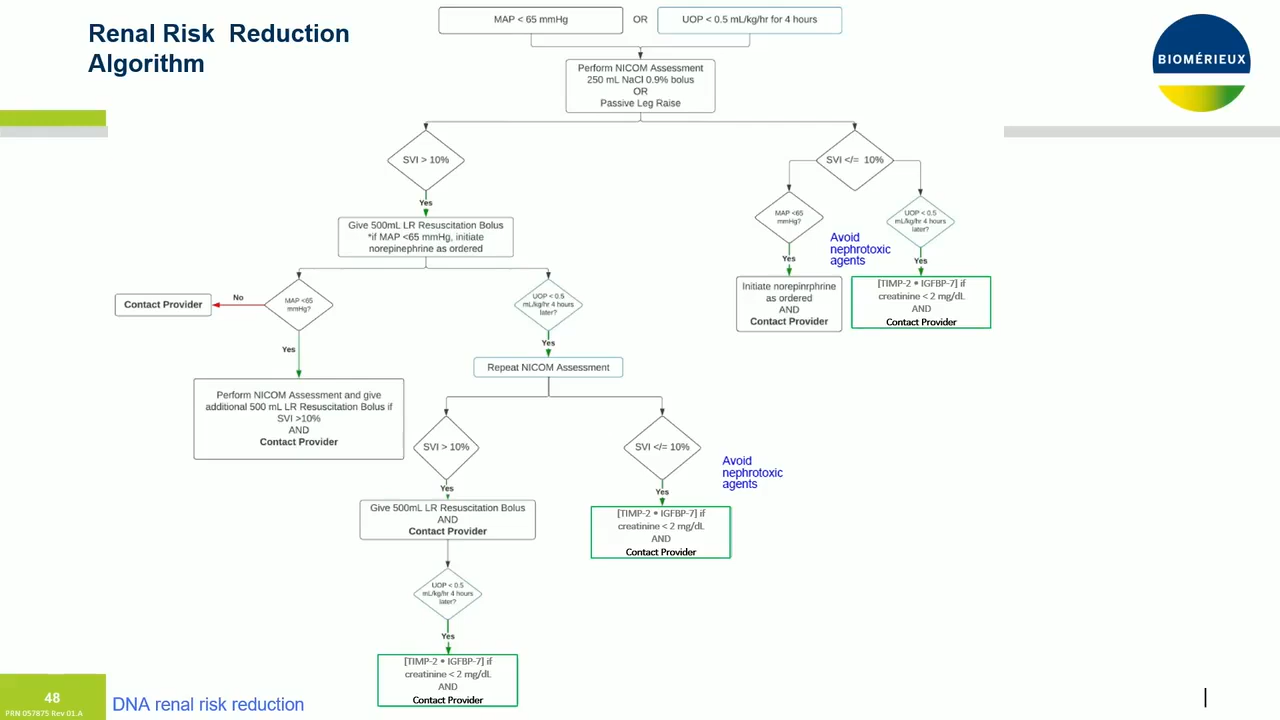 Renal Risk Reduction
Algorithm
MAP < 65 mmHg
OR
UOP < 0.5 mL/kg/hr for 4 hours
BIOMÉRIEUX
Perform NICOM Assessment
250 mL NaCl 0.9% bolus
OR
Passive Leg Raise
SVI > 10%
SVI </= 10%
Yes
Give 500mL LR Resuscitation Bolus
*if MAP <65 mmHg, initiate
norepinephrine as ordered
MAP <65
mmHg?
UOP < 0.5
mL/kg/hr 4 hours
later?
Avoid
nephrotoxic
agents
Yes
Yes
Initiate norepinrphrine
as ordered
AND
Contact Provider
[TIMP-2 • IGFBP-7] if
creatinine < 2 mg/dL
AND
Contact Provider
Contact Provider
No
MAP <65
mmHg?
UOP < 0.5
mL/kg/hr 4 hours
later?
Yes
Yes
Repeat NICOM Assessment
Perform NICOM Assessment and give
additional 500 mL LR Resuscitation Bolus if
SVI >10%
AND
Contact Provider
SVI > 10%
SVI </= 10%
Avoid
nephrotoxic
agents
Yes
Yes
Give 500mL LR Resuscitation Bolus
AND
Contact Provider
[TIMP-2 • IGFBP-7] if
creatinine < 2 mg/dL
AND
Contact Provider
UOP < 0.5
mL/kg/hr 4 hours
later?
Yes
[TIMP-2 • IGFBP-7] if
creatinine < 2 mg/dL
AND
Contact Provider
48
PRN 057875 Rev 01.A
DNA renal risk reduction